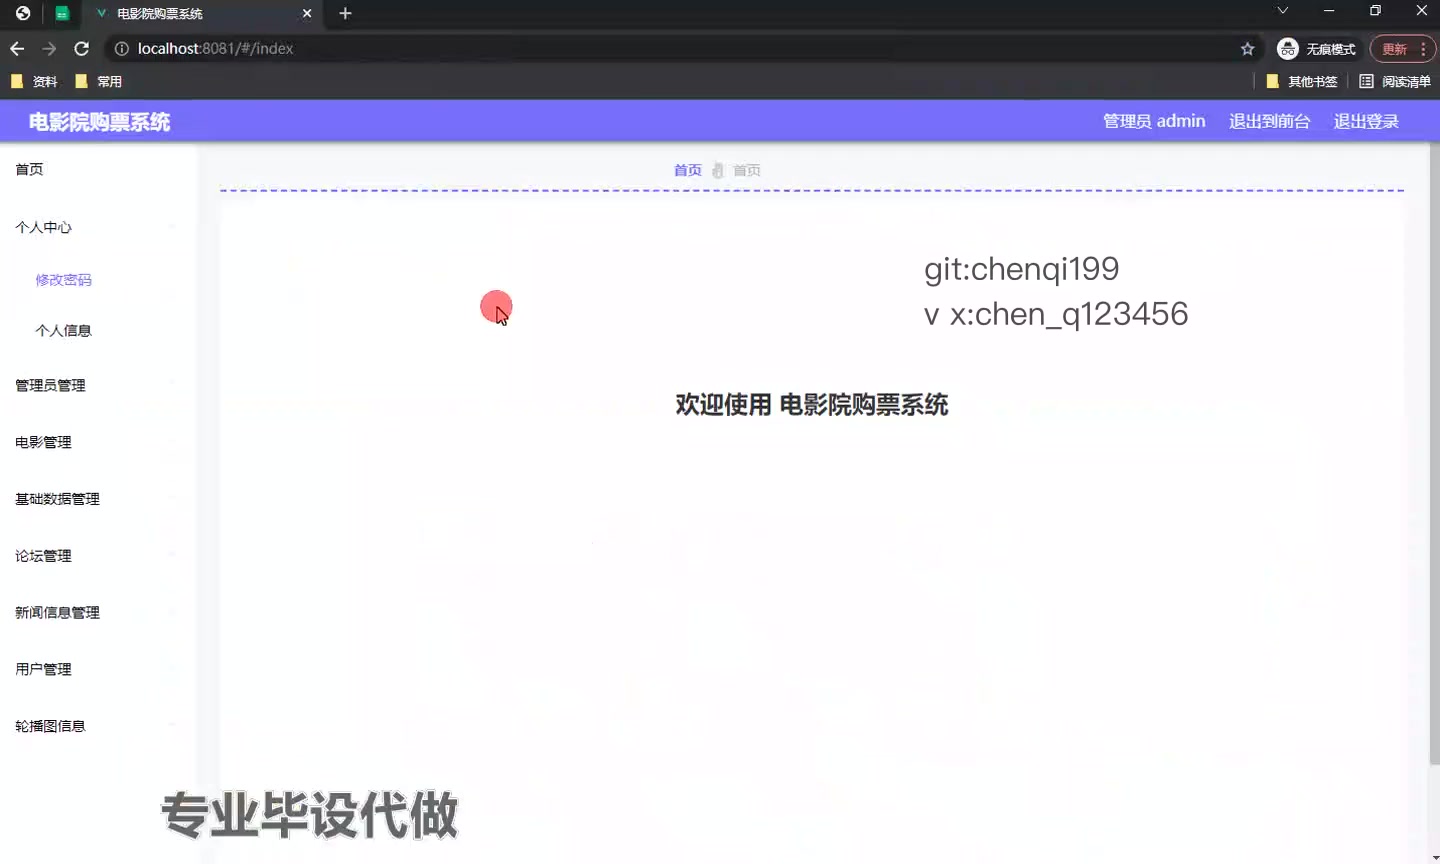 电影院购票系统
localhost:8081/#/index
无痕模式
更新
资料
常用
其他书签
阅读清单
电影院购票系统
管理员 admin
退出到前台
退出登录
首页
首页
首页
个人中心
修改密码
个人信息
管理员管理
电影管理
基础数据管理
论坛管理
新闻信息管理
用户管理
轮播图信息
git:chenqi199
v x:chen_q123456
欢迎使用 电影院购票系统
专业毕设代做